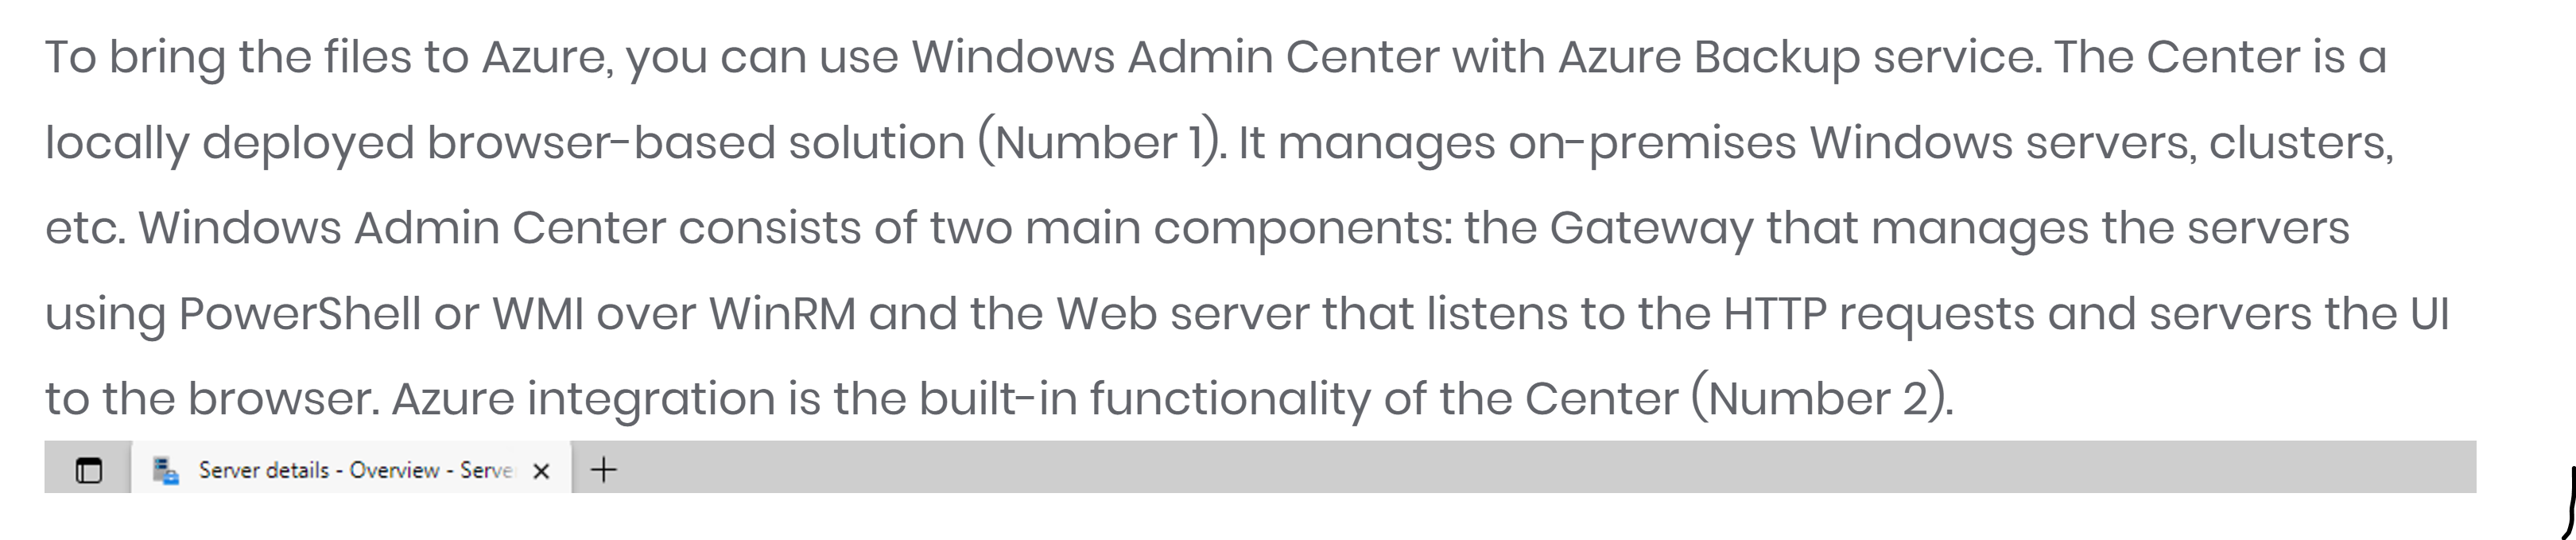 To bring the files to Azure, you can use Windows Admin Center with Azure Backup service. The Center is a
locally deployed browser-based solution (Number 1). It manages on-premises Windows servers, clusters,
etc. Windows Admin Center consists of two main components: the Gateway that manages the servers
using PowerShell or WMI over WinRM and the Web server that listens to the HTTP requests and servers the UI
to the browser. Azure integration is the built-in functionality of the Center (Number 2).
Server details - Overview - Serve